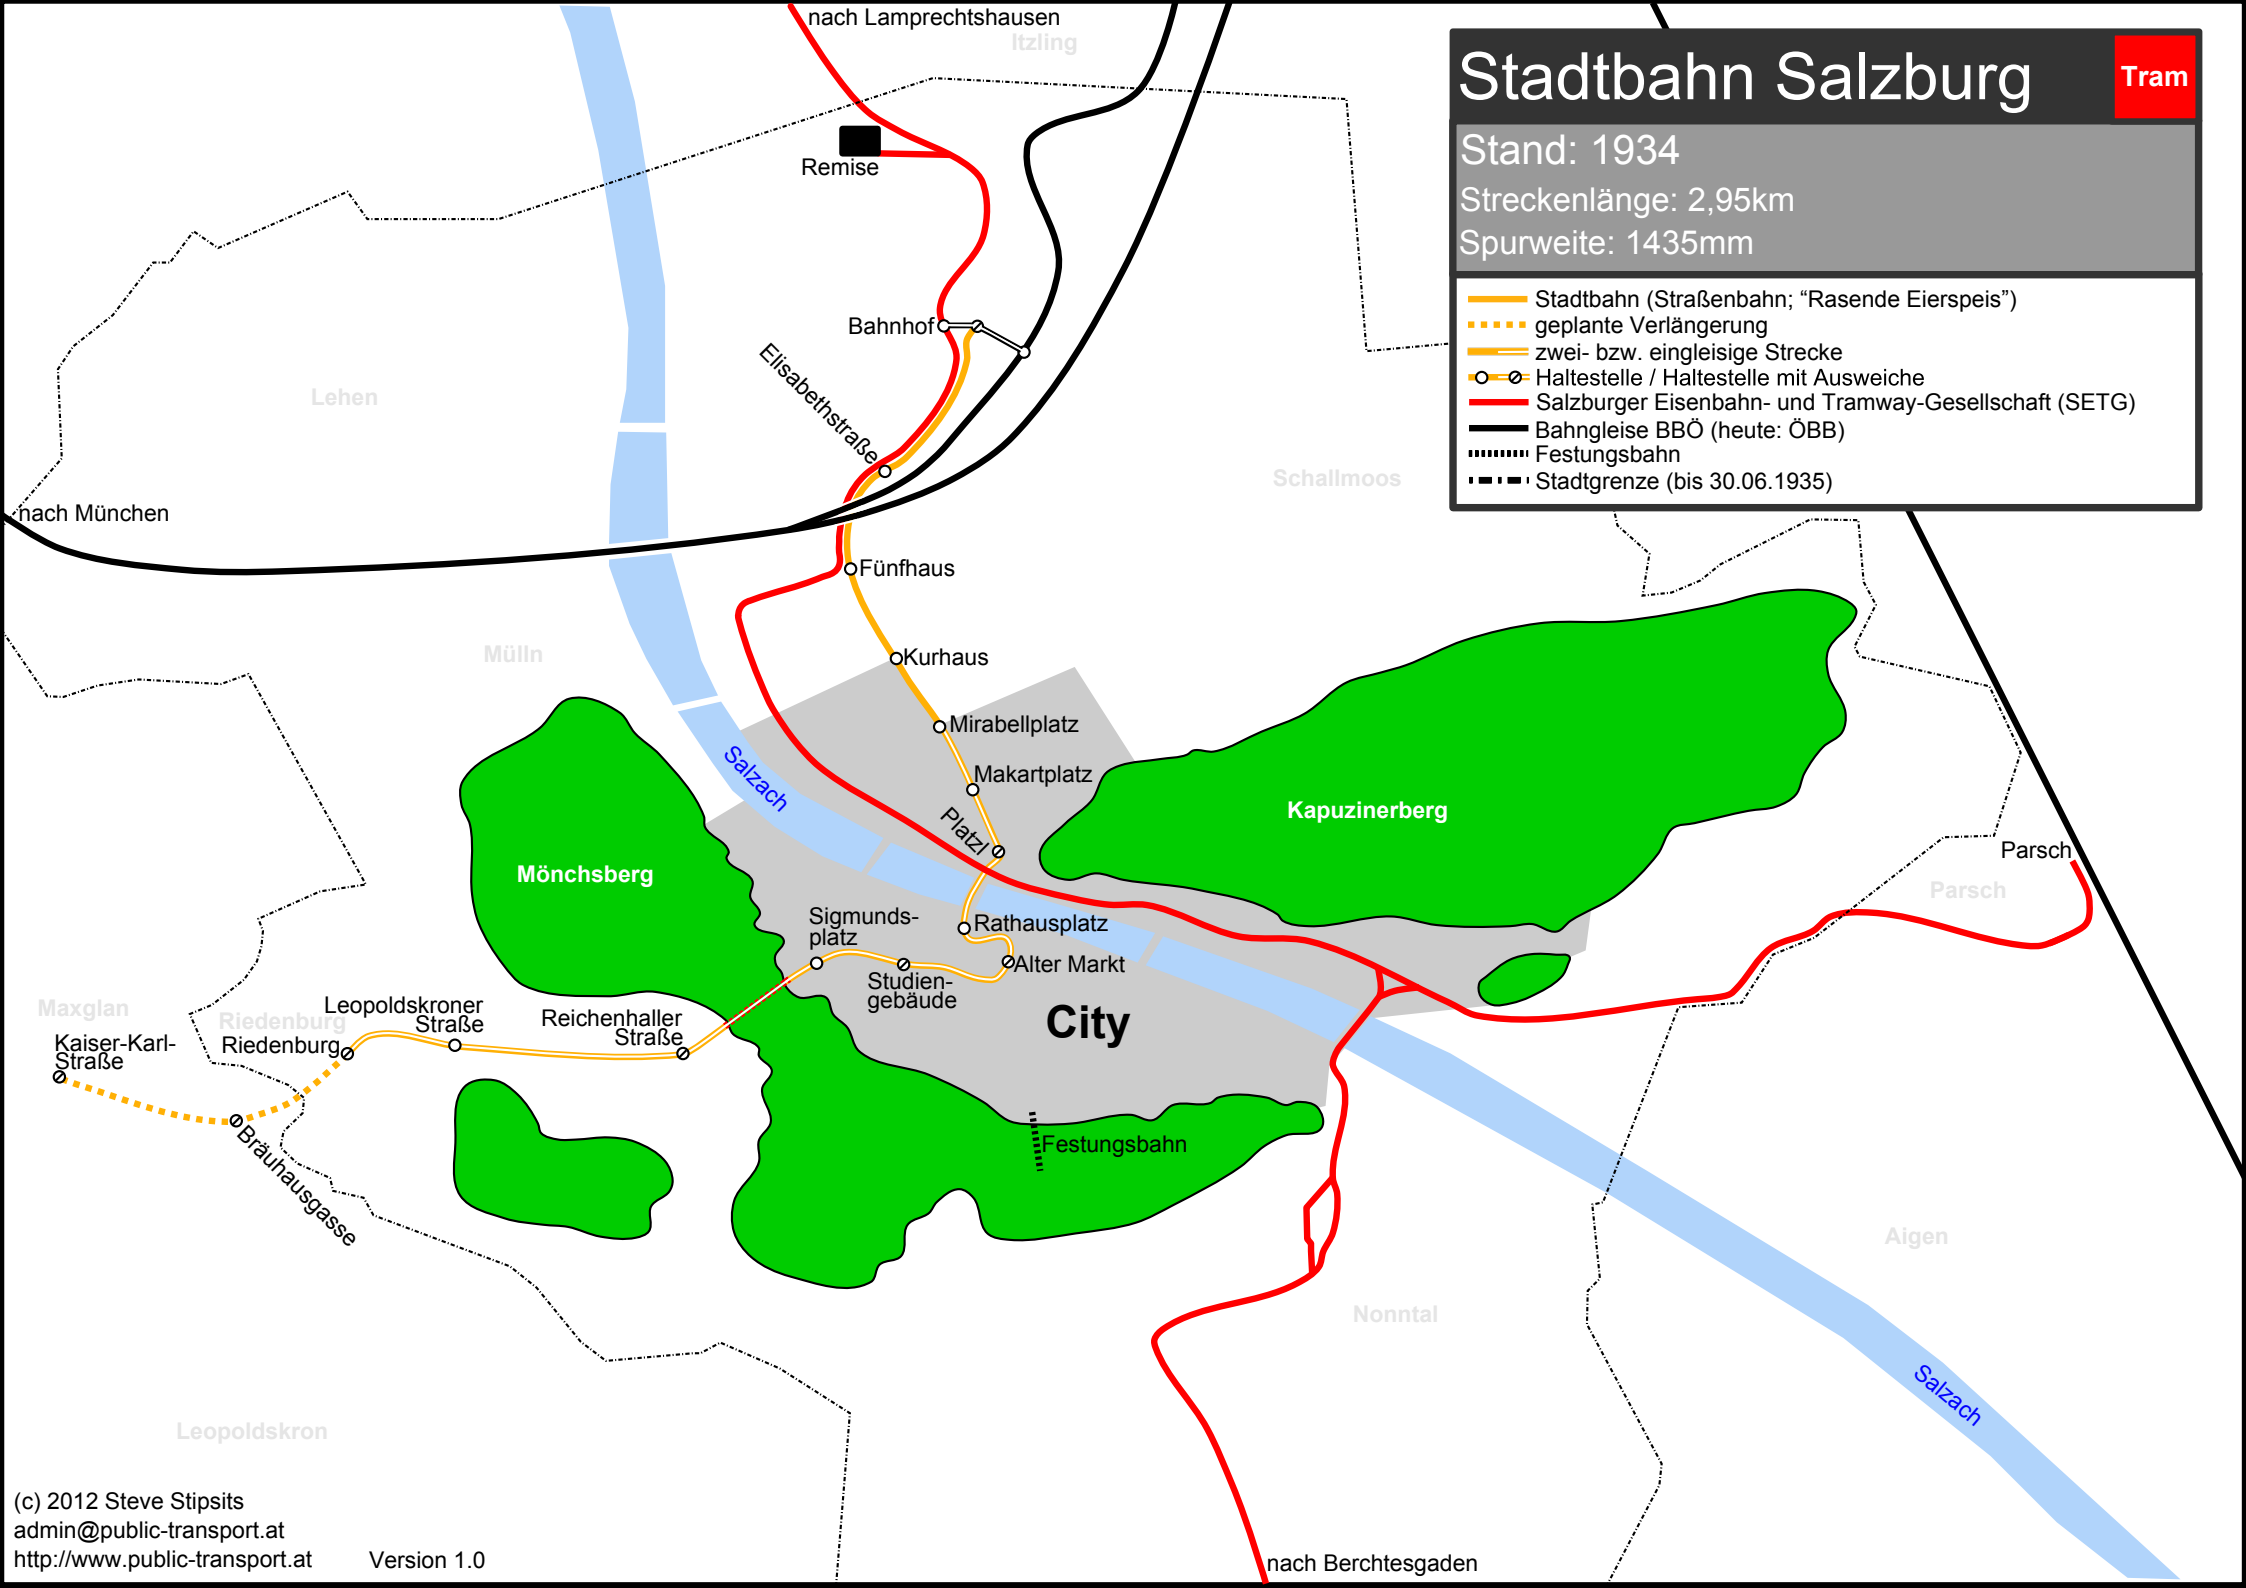 nach Lamprechtshausen
Itzling
Stadtbahn Salzburg
Tram
Stand: 1934
Streckenlänge: 2,95km
Spurweite: 1435mm
Stadtbahn (Straßenbahn; “Rasende Eierspeis”)
geplante Verlängerung
zwei- bzw. eingleisige Strecke
Haltestelle / Haltestelle mit Ausweiche
Salzburger Eisenbahn- und Tramway-Gesellschaft (SETG)
Bahngleise BBÖ (heute: ÖBB)
Festungsbahn
Stadtgrenze (bis 30.06.1935)
Remise
Bahnhof
Elisabethstraße
Lehen
Schallmoos
nach München
Fünfhaus
Mülln
Kurhaus
Mirabellplatz
Salzach
Makartplatz
Platzl
Kapuzinerberg
Mönchsberg
Parsch
Parsch
Sigmunds-
platz
Rathausplatz
Alter Markt
Studien-
gebäude
City
Maxglan
Riedenburg
Leopoldskroner
Straße
Reichenhaller
Straße
Kaiser-Karl-
Straße
Riedenburg
Bräuhausgasse
Festungsbahn
Aigen
Nonntal
Salzach
Leopoldskron
(c) 2012 Steve Stipsits
admin@public-transport.at
http://www.public-transport.at
Version 1.0
nach Berchtesgaden